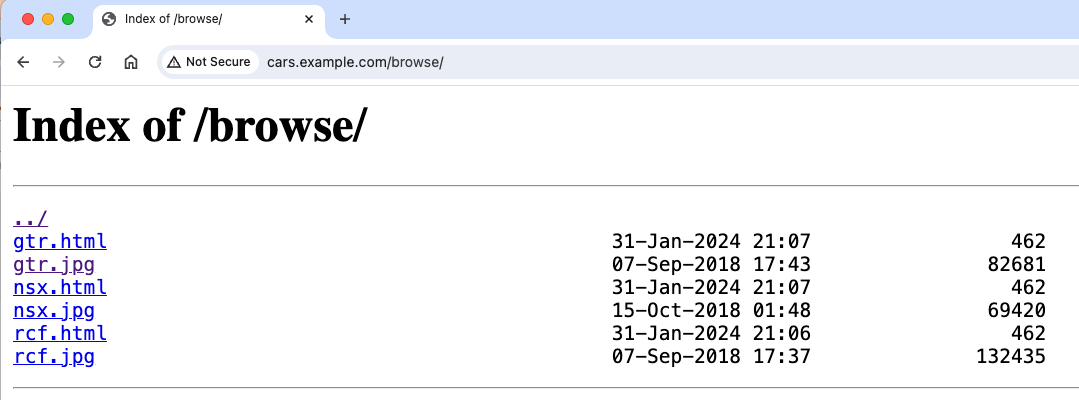 Index of /browse/
Not Secure cars.example.com/browse/
Index of /browse/
../
gtr.html 31-Jan-2024 21:07 462
gtr.jpg 07-Sep-2018 17:43 82681
nsx.html 31-Jan-2024 21:07 462
nsx.jpg 15-Oct-2018 01:48 69420
rcf.html 31-Jan-2024 21:06 462
rcf.jpg 07-Sep-2018 17:37 132435